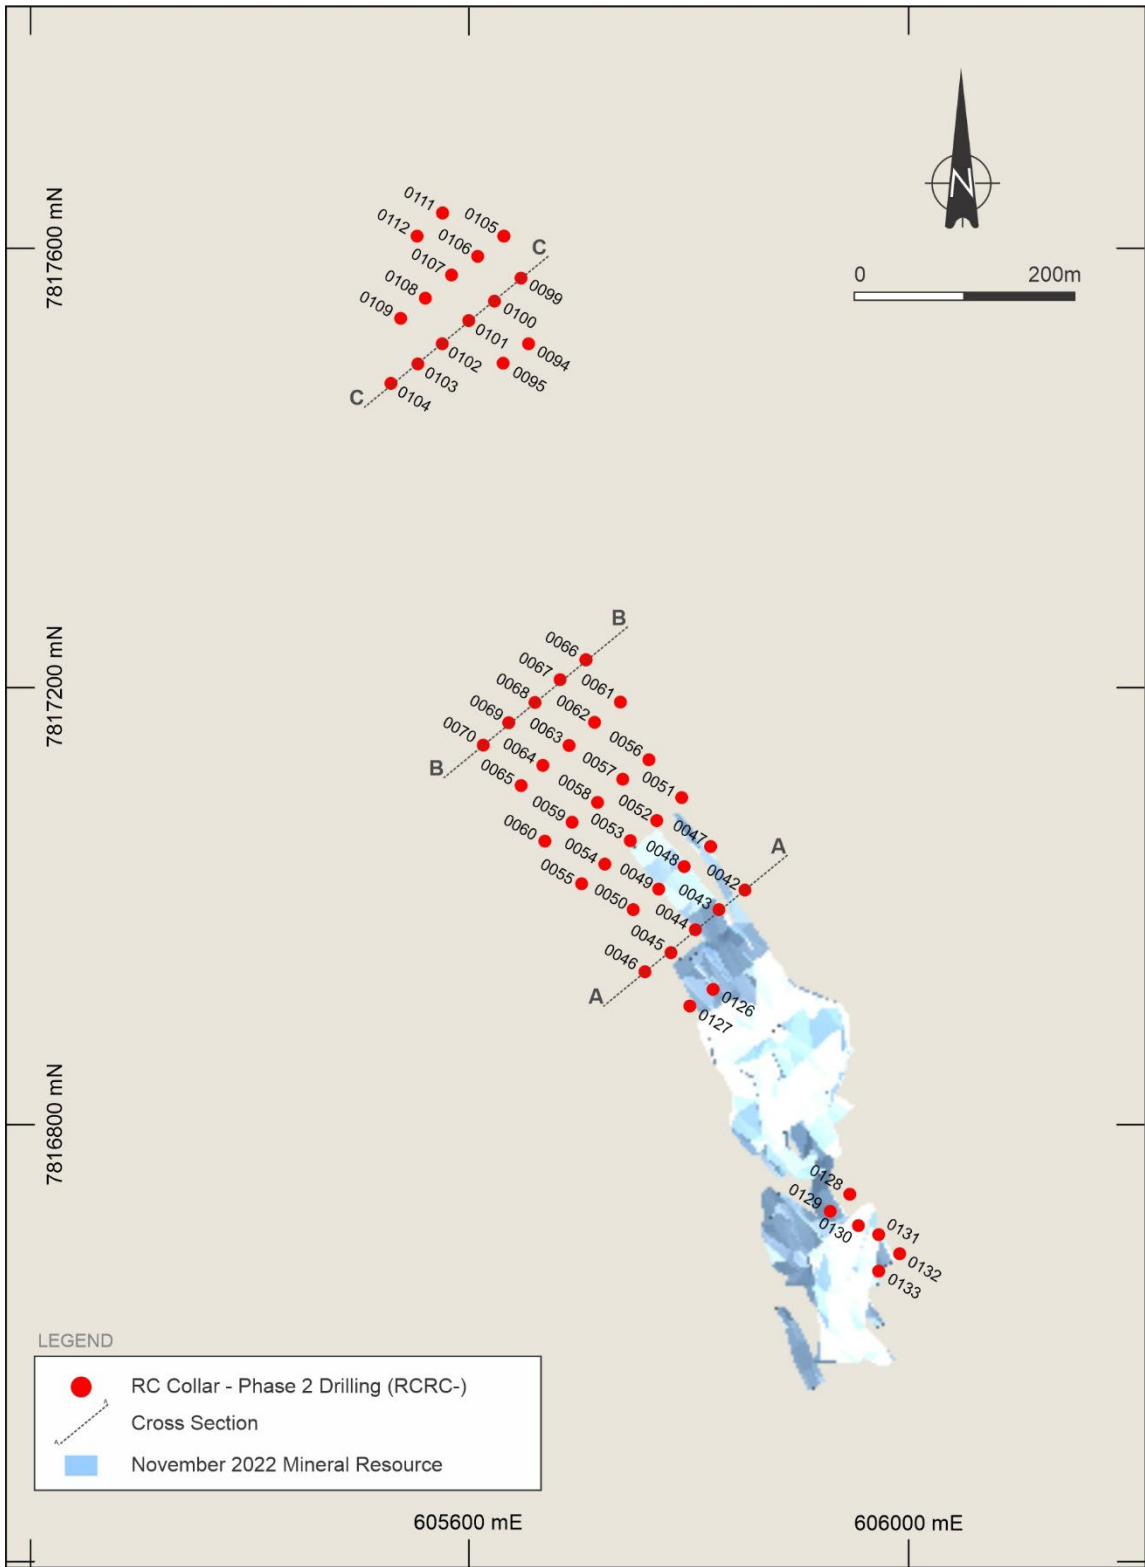 7817600 mN
7817200 mN
7816800 mN
N
0 200m
0111
0112
0105
0106
0107
0108
0109
C
0099
0100
0101
0102
0103
0104
0094
0095
C
B
0066
0067
0068
0069
0070
B
0061
0062
0063
0064
0065
0056
0057
0058
0059
0060
0051
0052
0053
0054
0055
0047
0048
0049
0050
A
0042
0043
0044
0045
0046
A
0126
0127
0128
0129
0130
0131
0132
0133
LEGEND
RC Collar - Phase 2 Drilling (RCRC-)
A A
Cross Section
November 2022 Mineral Resource
605600 mE
606000 mE